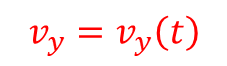 v_y = v_y(t)